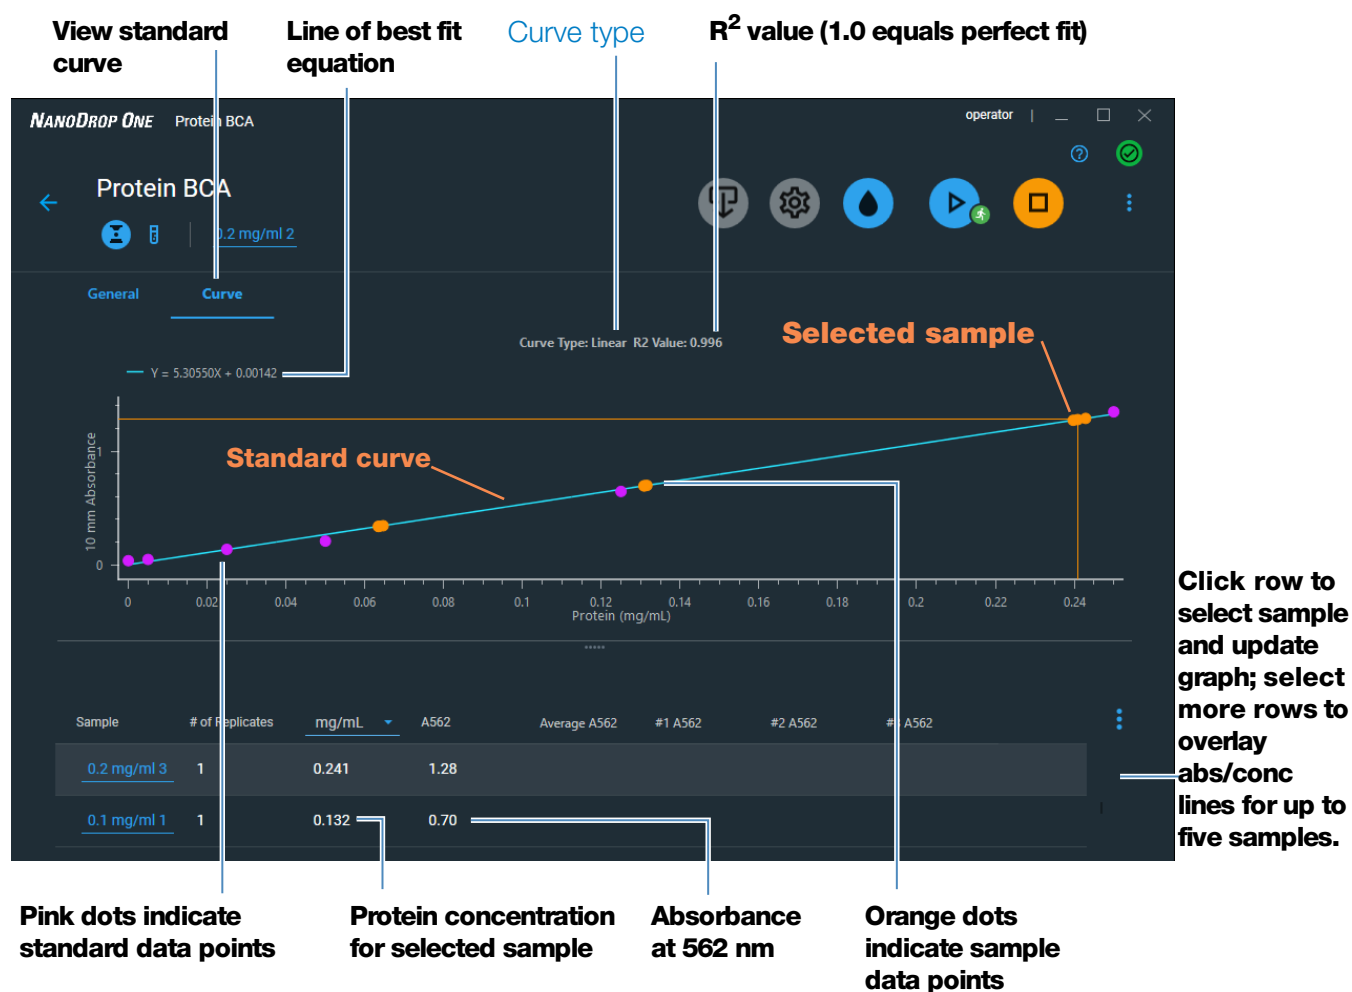 View standard
curve
Line of best fit
equation
Curve type
R² value (1.0 equals perfect fit)
NANODROP ONE Protein BCA
operator |
Protein BCA
0.2 mg/ml 2
General Curve
Curve Type: Linear R2 Value: 0.996
Selected sample
Y = 5.30550X + 0.00142
Standard curve
10 mm Absorbance
1
0
0 0.02 0.04 0.06 0.08 0.1 0.12 0.14 0.16 0.18 0.2 0.22 0.24
Protein (mg/mL)
Click row to
select sample
and update
graph; select
more rows to
overlay
abs/conc
lines for up to
five samples.
Sample # of Replicates mg/mL A562 Average A562 #1 A562 #2 A562 #3 A562
0.2 mg/ml 3 1 0.241 1.28
0.1 mg/ml 1 1 0.132 0.70
Pink dots indicate
standard data points
Protein concentration
for selected sample
Absorbance
at 562 nm
Orange dots
indicate sample
data points